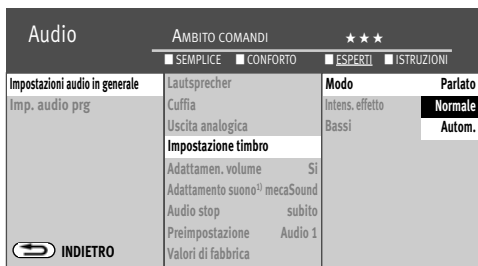 Audio
AMBITO COMANDI
★★★
SEMPLICE CONFORTO ESPERTI ISTRUZIONI
Impostazioni audio in generale
Imp. audio prg
INDIETRO
Lautsprecher
Cuffia
Uscita analogica
Impostazione timbro
Adattamen. volume Si
Adattamento suono1) mecaSound
Audio stop subito
Preimpostazione Audio 1
Valori di fabbrica
Modo
Intens. effetto
Bassi
Parlato
Normale
Autom.